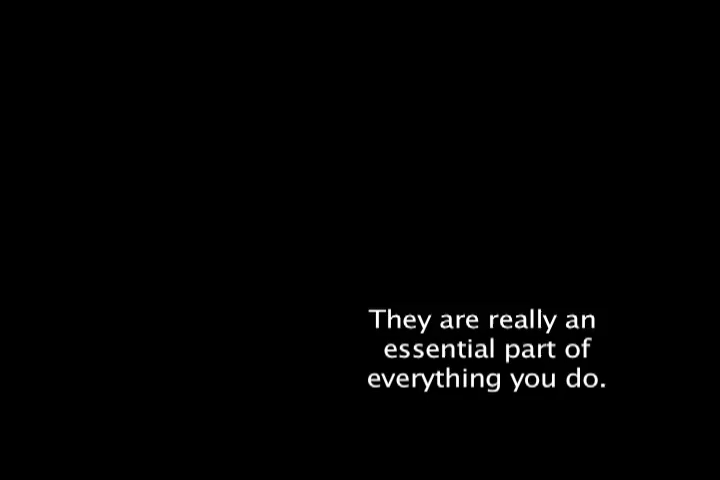 They are really an
essential part of
everything you do.